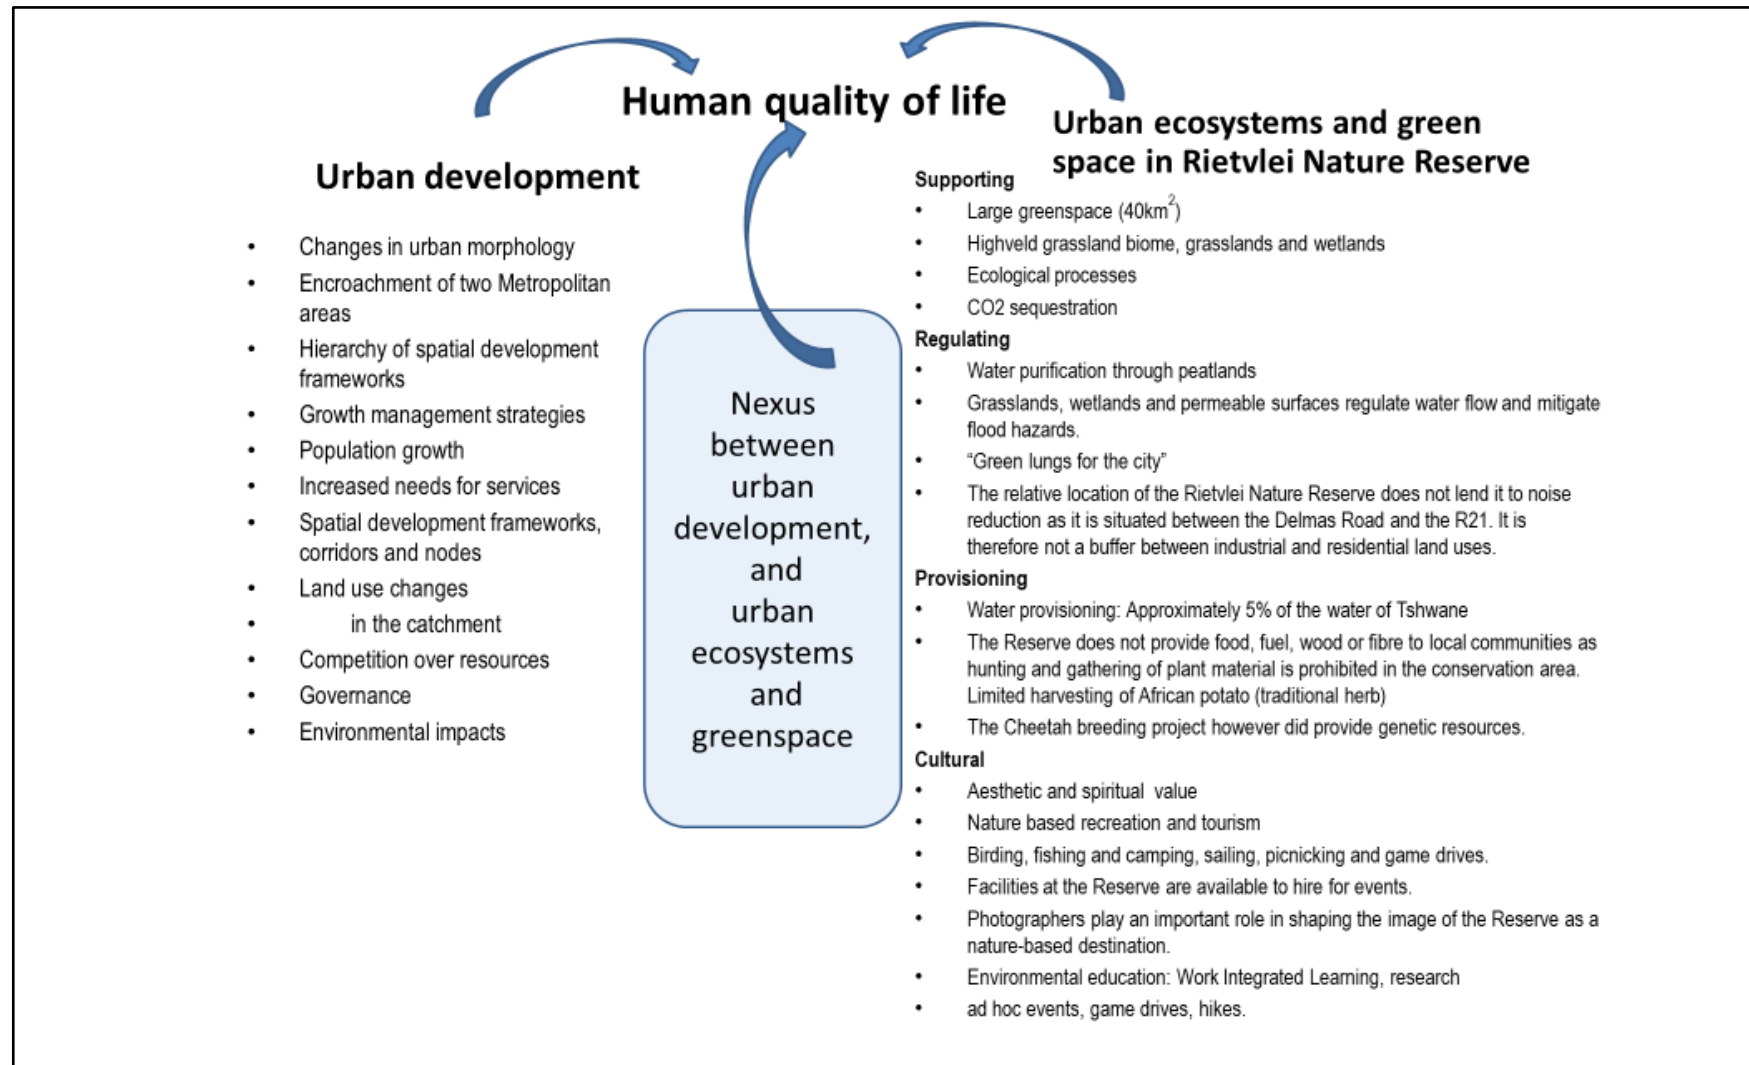 Human quality of life
Urban development
• Changes in urban morphology
• Encroachment of two Metropolitan
areas
• Hierarchy of spatial development
frameworks
• Growth management strategies
• Population growth
• Increased needs for services
• Spatial development frameworks,
corridors and nodes
• Land use changes
• in the catchment
• Competition over resources
• Governance
• Environmental impacts
Nexus
between
urban
development,
and
urban
ecosystems
and
greenspace
Urban ecosystems and green
space in Rietvlei Nature Reserve
Supporting
• Large greenspace (40km²)
• Highveld grassland biome, grasslands and wetlands
• Ecological processes
• CO2 sequestration
Regulating
• Water purification through peatlands
• Grasslands, wetlands and permeable surfaces regulate water flow and mitigate
flood hazards.
• “Green lungs for the city”
• The relative location of the Rietvlei Nature Reserve does not lend it to noise
reduction as it is situated between the Delmas Road and the R21. It is
therefore not a buffer between industrial and residential land uses.
Provisioning
• Water provisioning: Approximately 5% of the water of Tshwane
• The Reserve does not provide food, fuel, wood or fibre to local communities as
hunting and gathering of plant material is prohibited in the conservation area.
Limited harvesting of African potato (traditional herb)
• The Cheetah breeding project however did provide genetic resources.
Cultural
• Aesthetic and spiritual value
• Nature based recreation and tourism
• Birding, fishing and camping, sailing, picnicking and game drives.
• Facilities at the Reserve are available to hire for events.
• Photographers play an important role in shaping the image of the Reserve as a
nature-based destination.
• Environmental education: Work Integrated Learning, research
• ad hoc events, game drives, hikes.